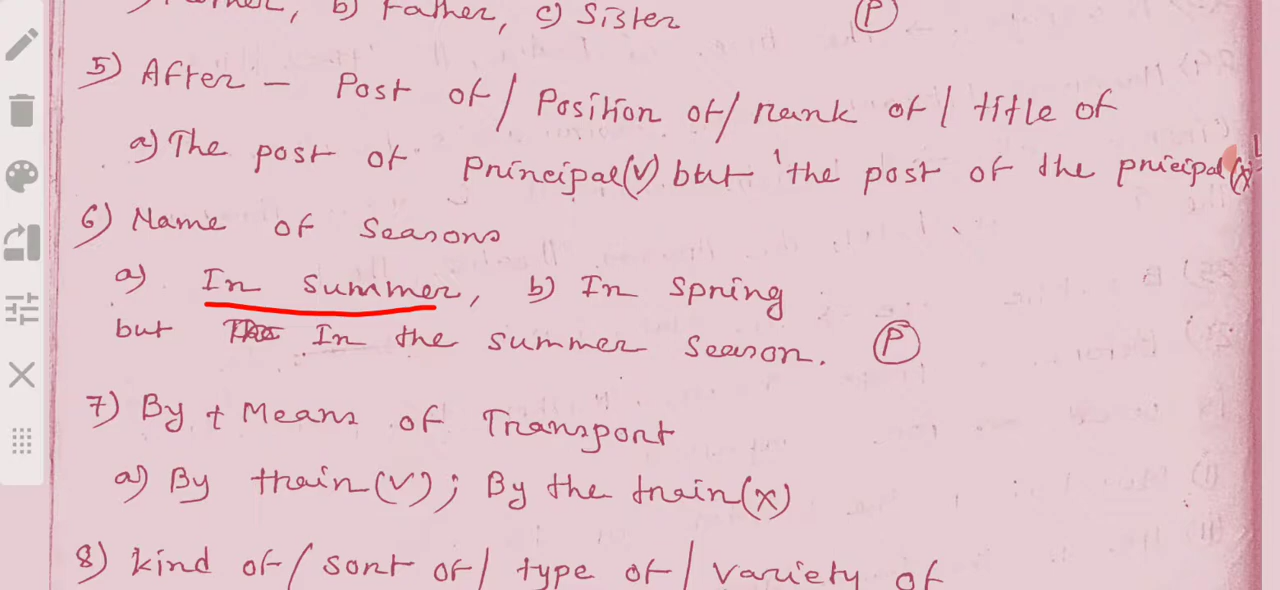 b) Father, c) Sister (P)
5) After - Post of / Position of / rank of / title of
a) The post of principal(✓) but 'the post of the pricipal(x)
6) Name of Seasons
a) In summer, b) In spring
but In the summer season. (P)
7) By + Means of Transport
a) By train(✓); By the train(x)
8) kind of / sort of / type of / variety of